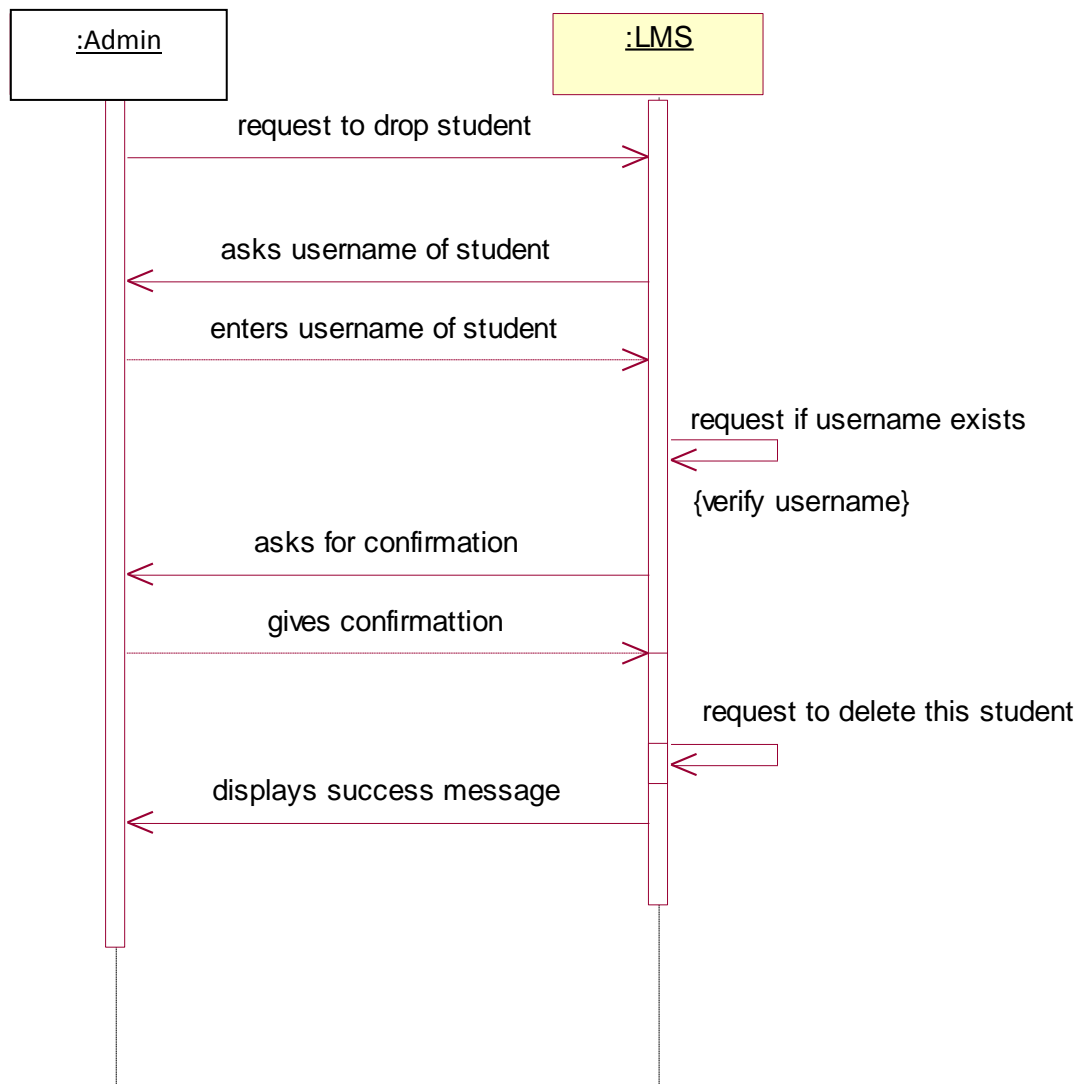 :Admin
:LMS
request to drop student
asks username of student
enters username of student
request if username exists
{verify username}
asks for confirmation
gives confirmattion
request to delete this student
displays success message